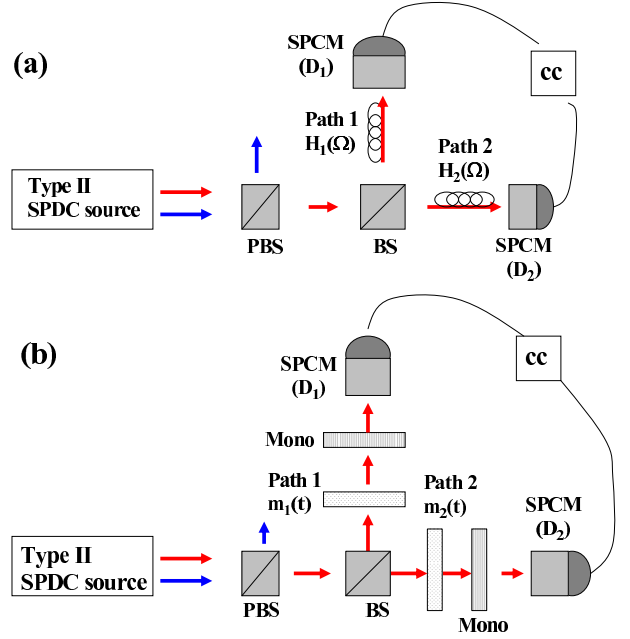 (a)
SPCM
(D1)
cc
Path 1
H1(Ω)
Path 2
H2(Ω)
Type II
SPDC source
PBS
BS
SPCM
(D2)
(b)
SPCM
(D1)
cc
Mono
Path 1
m1(t)
Path 2
m2(t)
SPCM
(D2)
Type II
SPDC source
PBS
BS
Mono